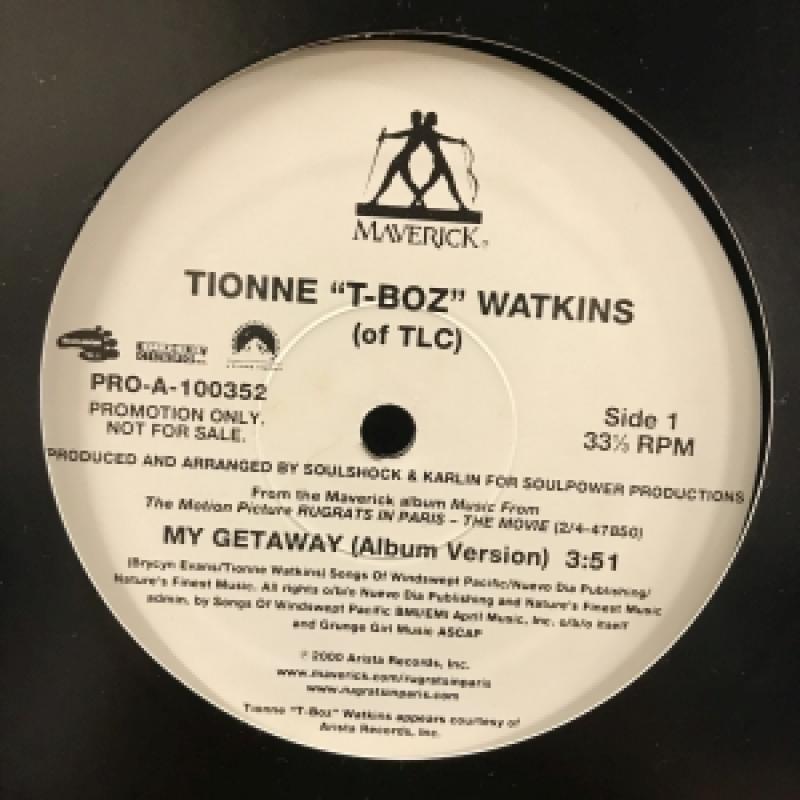 MAVERICK
TIONNE “T-BOZ” WATKINS
(of TLC)
PRO-A-100352
PROMOTION ONLY.
NOT FOR SALE.
Side 1
33⅓ RPM
PRODUCED AND ARRANGED BY SOULSHOCK & KARLIN FOR SOULPOWER PRODUCTIONS
From the Maverick album Music From
The Motion Picture RUGRATS IN PARIS – THE MOVIE (2/4-47850)
MY GETAWAY (Album Version) 3:51
(Brycyn Evans/Tionne Watkins) Songs Of Windswept Pacific/Nuevo Dia Publishing/
Nature's Finest Music. All rights o/b/o Nuevo Dia Publishing and Nature's Finest Music
admin. by Songs Of Windswept Pacific BMI/EMI April Music, Inc. o/b/o itself
and Grunge Girl Music ASCAP
℗ 2000 Arista Records, Inc.
www.maverick.com/rugratsinparis
www.rugratsinparis.com
Tionne “T-Boz” Watkins appears courtesy of
Arista Records, Inc.